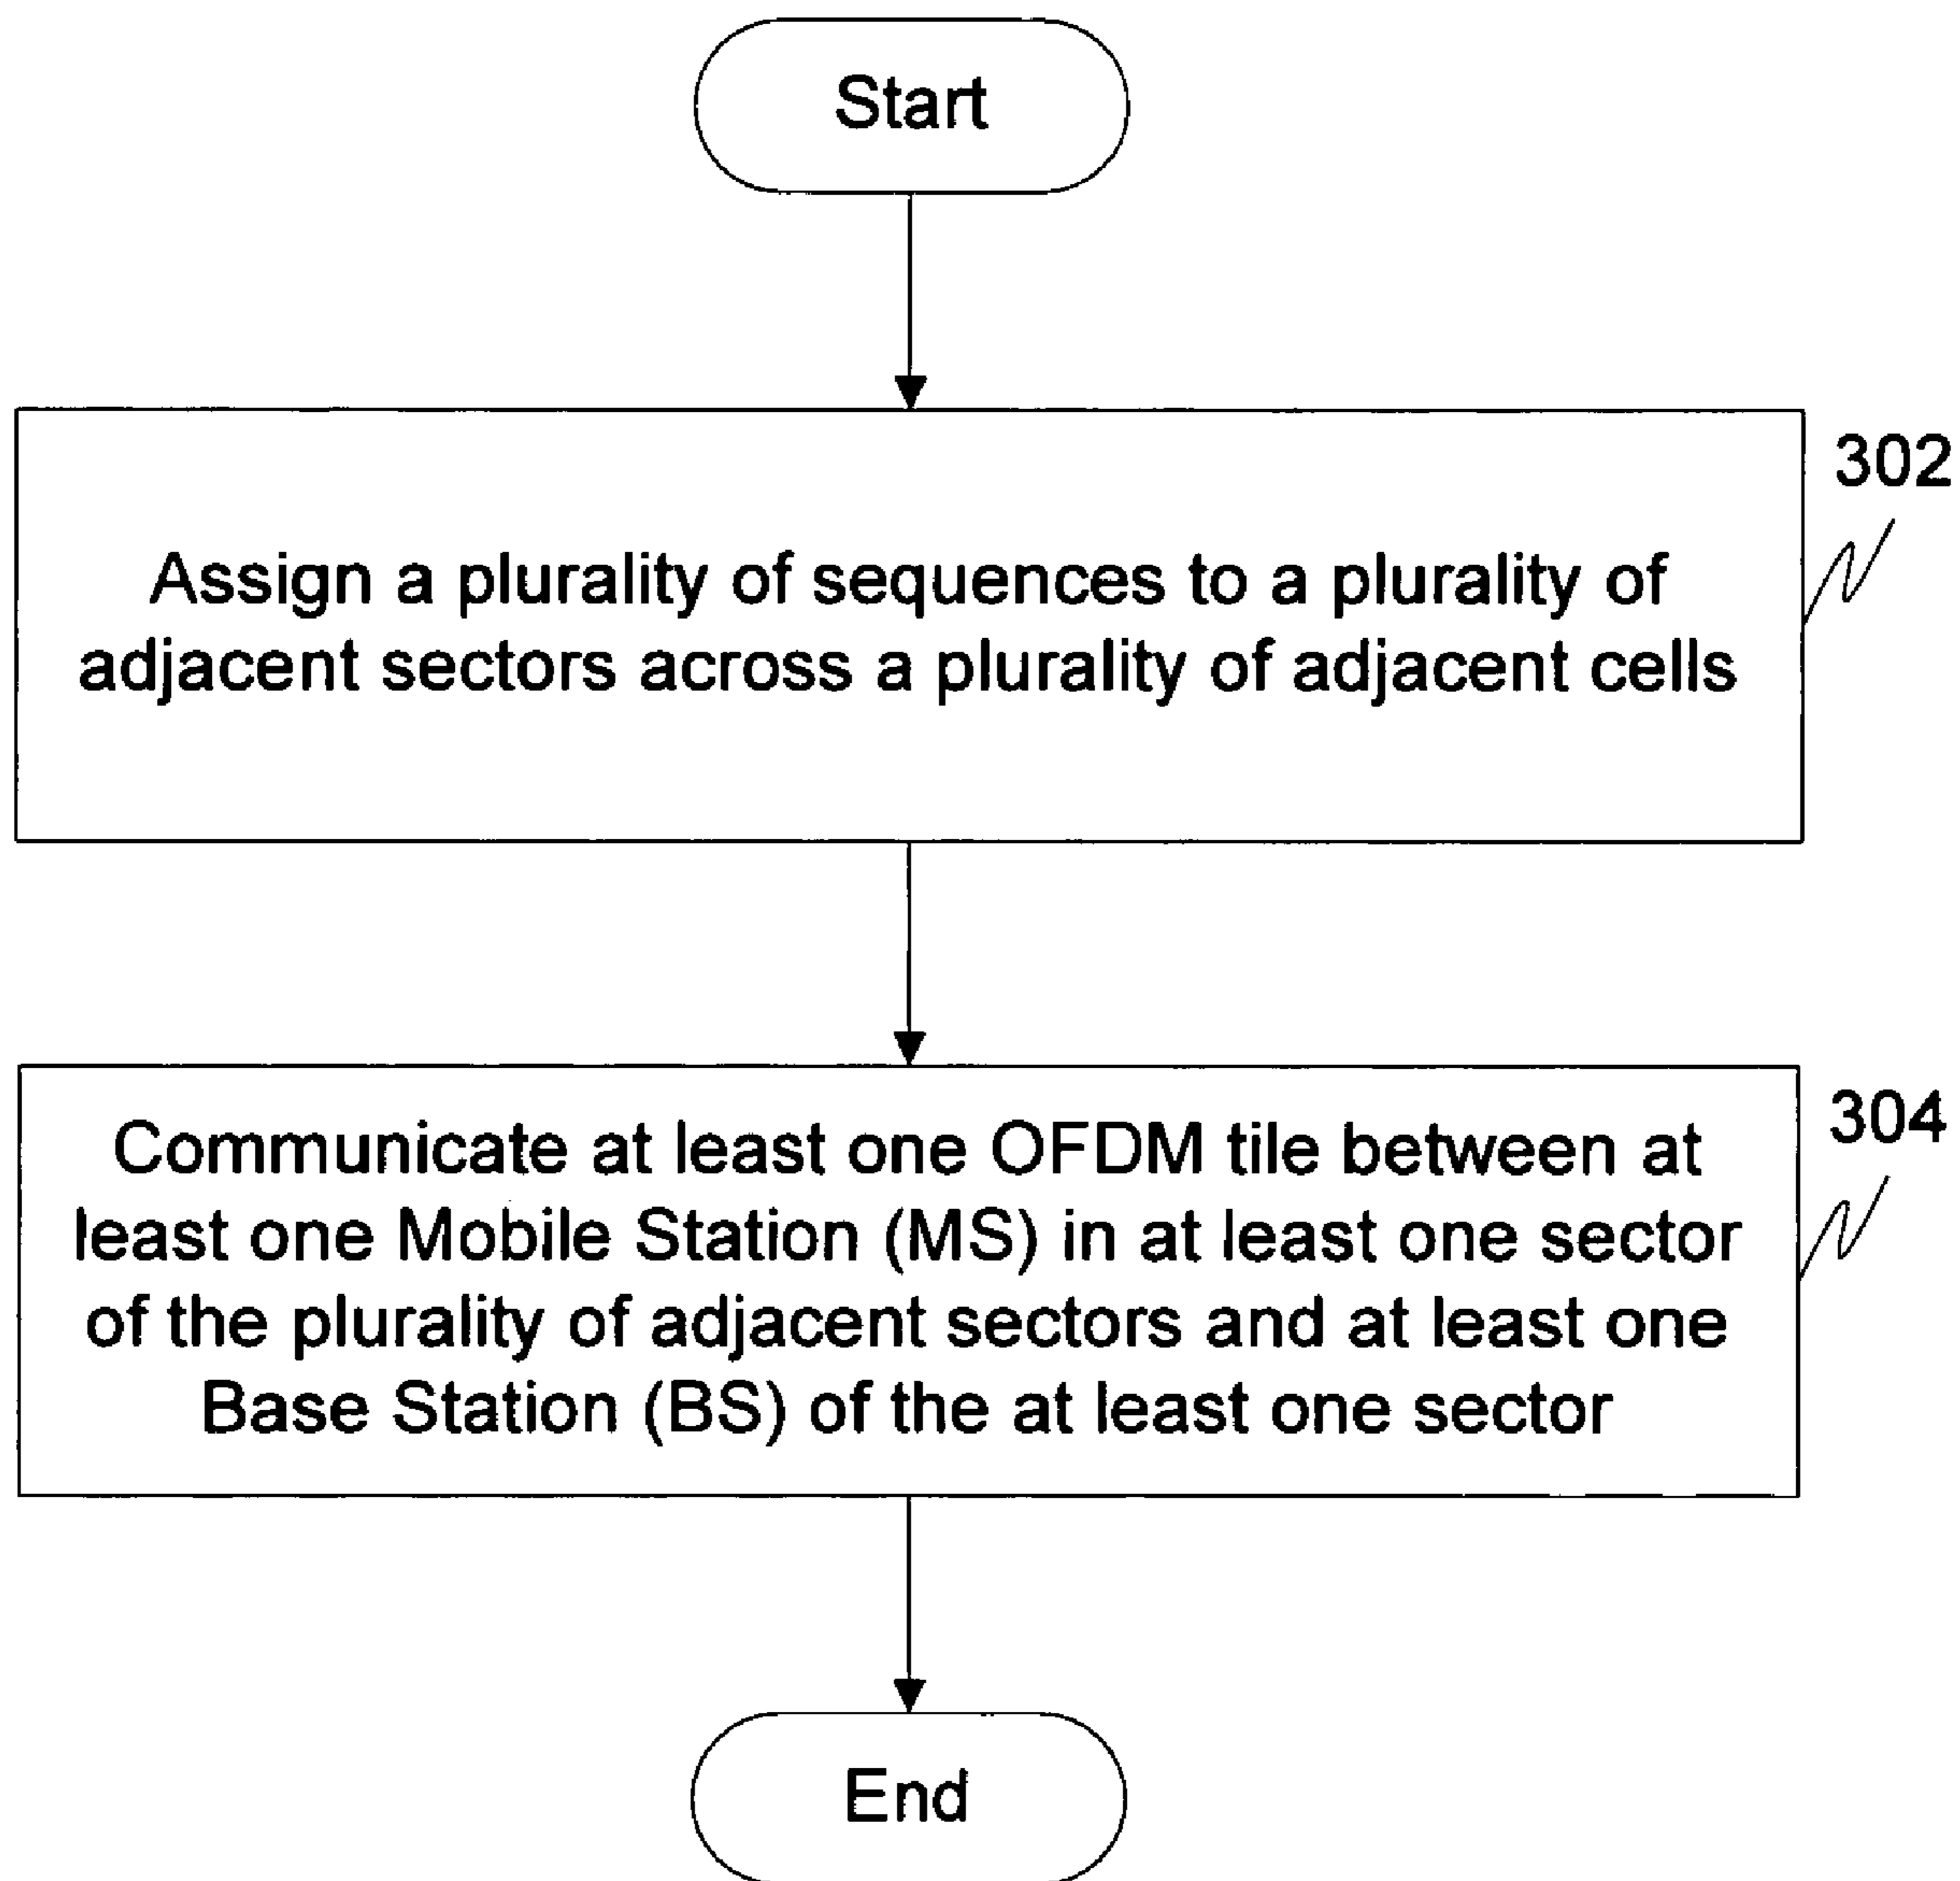 Start
302
Assign a plurality of sequences to a plurality of
adjacent sectors across a plurality of adjacent cells
304
Communicate at least one OFDM tile between at
least one Mobile Station (MS) in at least one sector
of the plurality of adjacent sectors and at least one
Base Station (BS) of the at least one sector
End